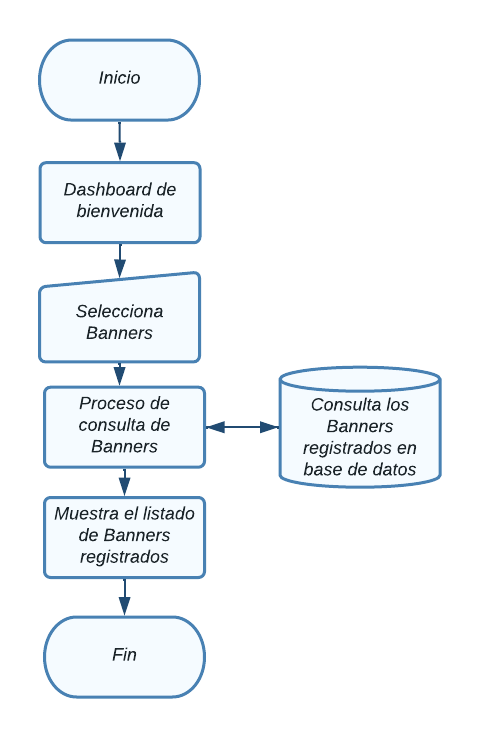 Inicio
Dashboard de
bienvenida
Selecciona
Banners
Proceso de
consulta de
Banners
Consulta los
Banners
registrados en
base de datos
Muestra el listado
de Banners
registrados
Fin